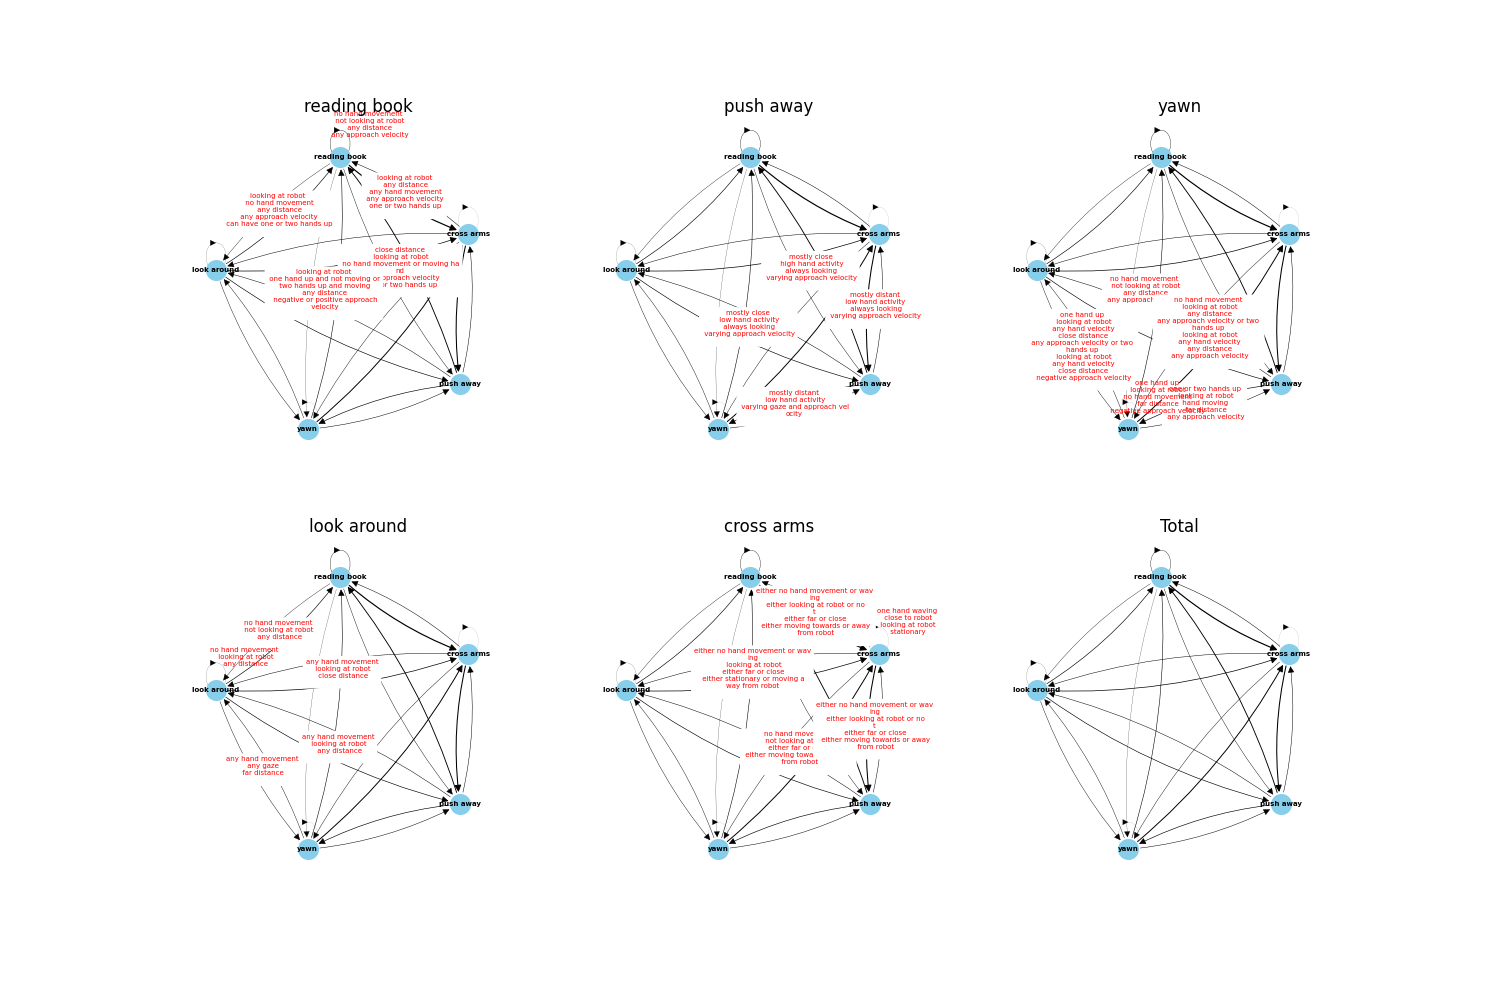 reading book
no hand movement
not looking at robot
any distance
any approach velocity
reading book
looking at robot
any distance
any hand movement
any approach velocity
one or two hands up
looking at robot
no hand movement
any distance
any approach velocity
can have one or two hands up
cross arms
close distance
looking at robot
no hand movement or moving ha
nd
approach velocity
or two hands up
look around
looking at robot
one hand up and not moving or
two hands up and moving
any distance
negative or positive approach
velocity
push away
yawn
push away
reading book
cross arms
mostly close
high hand activity
always looking
varying approach velocity
look around
mostly distant
low hand activity
always looking
varying approach velocity
mostly close
low hand activity
always looking
varying approach velocity
push away
mostly distant
low hand activity
varying gaze and approach vel
ocity
yawn
yawn
reading book
cross arms
look around
no hand movement
not looking at robot
any distance
any approach
no hand movement
looking at robot
any distance
any approach velocity or two
hands up
looking at robot
any hand velocity
any distance
any approach velocity
one hand up
looking at robot
any hand velocity
close distance
any approach velocity or two
hands up
looking at robot
any hand velocity
close distance
negative approach velocity
push away
one hand up
looking at robot
no hand movement
far distance
negative approach velocity
one or two hands up
looking at robot
hand moving
far distance
any approach velocity
yawn
look around
reading book
no hand movement
not looking at robot
any distance
no hand movement
looking at robot
any distance
cross arms
any hand movement
looking at robot
close distance
look around
any hand movement
looking at robot
any distance
any hand movement
any gaze
far distance
push away
yawn
cross arms
reading book
either no hand movement or wav
ing
either looking at robot or no
t
either far or close
either moving towards or away
from robot
one hand waving
close to robot
looking at robot
stationary
cross arms
either no hand movement or wav
ing
looking at robot
either far or close
either stationary or moving a
way from robot
look around
either no hand movement or wav
ing
either looking at robot or no
t
either far or close
either moving towards or away
from robot
no hand move
not looking at
either far or
either moving towa
from robot
push away
yawn
Total
reading book
cross arms
look around
push away
yawn